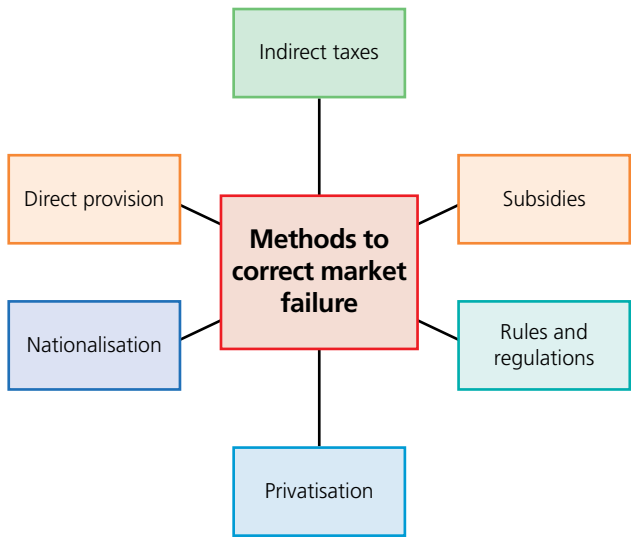 Indirect taxes
Direct provision
Subsidies
Methods to
correct market
failure
Nationalisation
Rules and
regulations
Privatisation